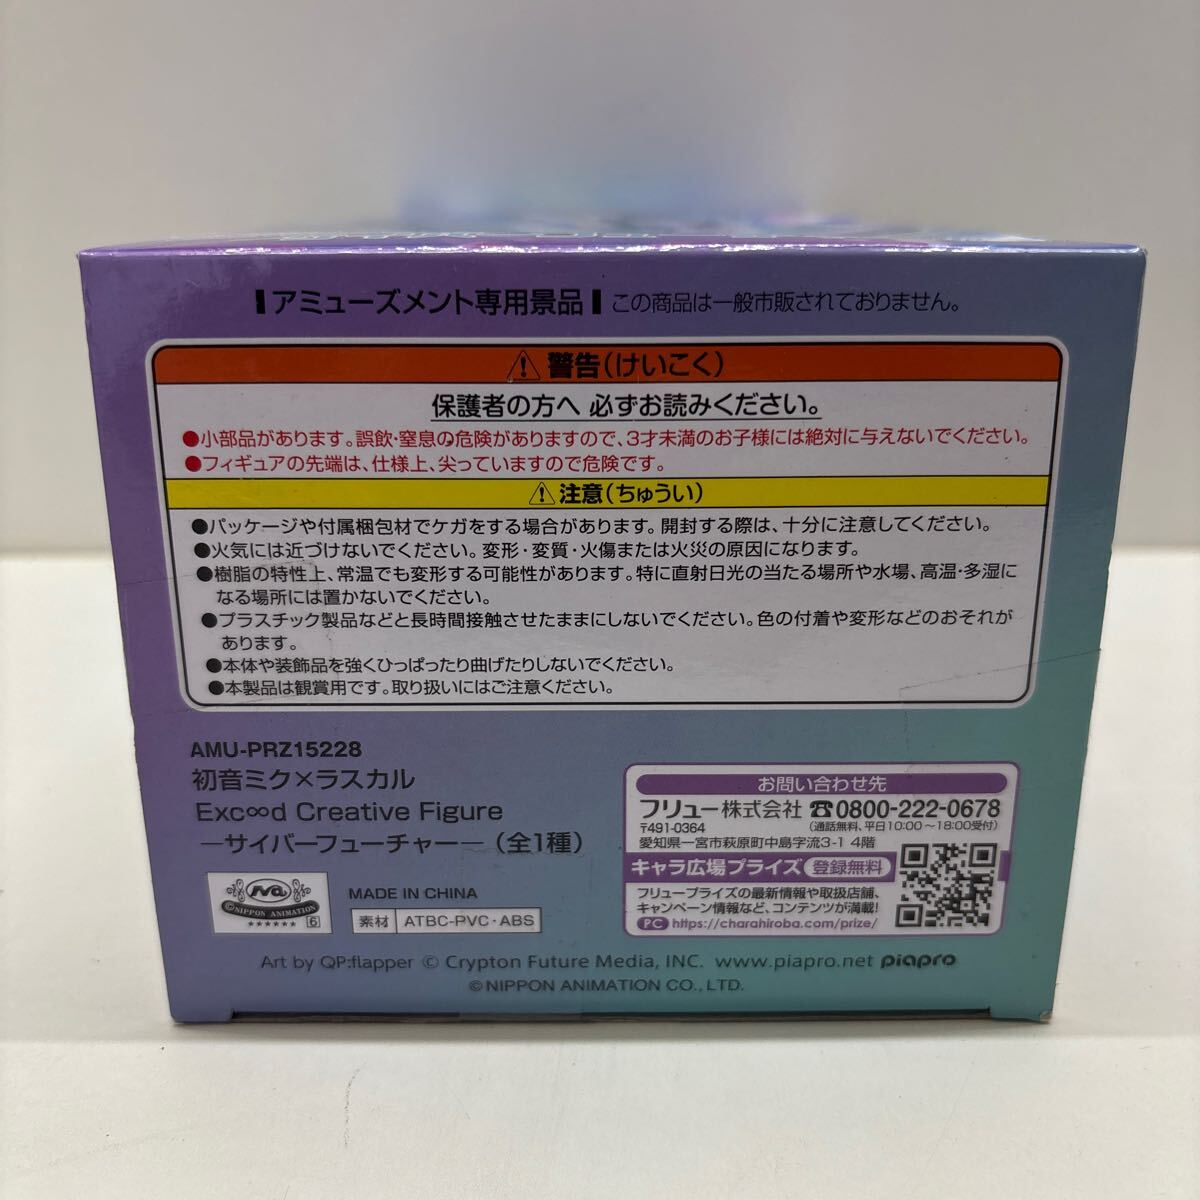 アミューズメント専用景品 この商品は一般市販されておりません。
警告(けいこく)
保護者の方へ 必ずお読みください。
●小部品があります。誤飲・窒息の危険がありますので、3才未満のお子様には絶対に与えないでください。
●フィギュアの先端は、仕様上、尖っていますので危険です。
注意(ちゅうい)
●パッケージや付属梱包材でケガをする場合があります。開封する際は、十分に注意してください。
●火気には近づけないでください。変形・変質・火傷または火災の原因になります。
●樹脂の特性上、常温でも変形する可能性があります。特に直射日光の当たる場所や水場、高温・多湿に
なる場所には置かないでください。
●プラスチック製品などと長時間接触させたままにしないでください。色の付着や変形などのおそれが
あります。
●本体や装飾品を強くひっぱったり曲げたりしないでください。
●本製品は観賞用です。取り扱いにはご注意ください。
AMU-PRZ15228
初音ミク×ラスカル
Exc∞d Creative Figure
―サイバーフューチャー―(全1種)
©NIPPON ANIMATION
★★★★★★ 6
MADE IN CHINA
素材 ATBC-PVC・ABS
お問い合わせ先
フリュー株式会社 ☎0800-222-0678
〒491-0364 (通話無料、平日10:00～18:00受付)
愛知県一宮市萩原町中島字流3-1 4階
キャラ広場プライズ 登録無料
フリュープライズの最新情報や取扱店舗、
キャンペーン情報など、コンテンツが満載!
PC https://charahiroba.com/prize/
Art by QP:flapper © Crypton Future Media, INC. www.piapro.net piapro
©NIPPON ANIMATION CO., LTD.